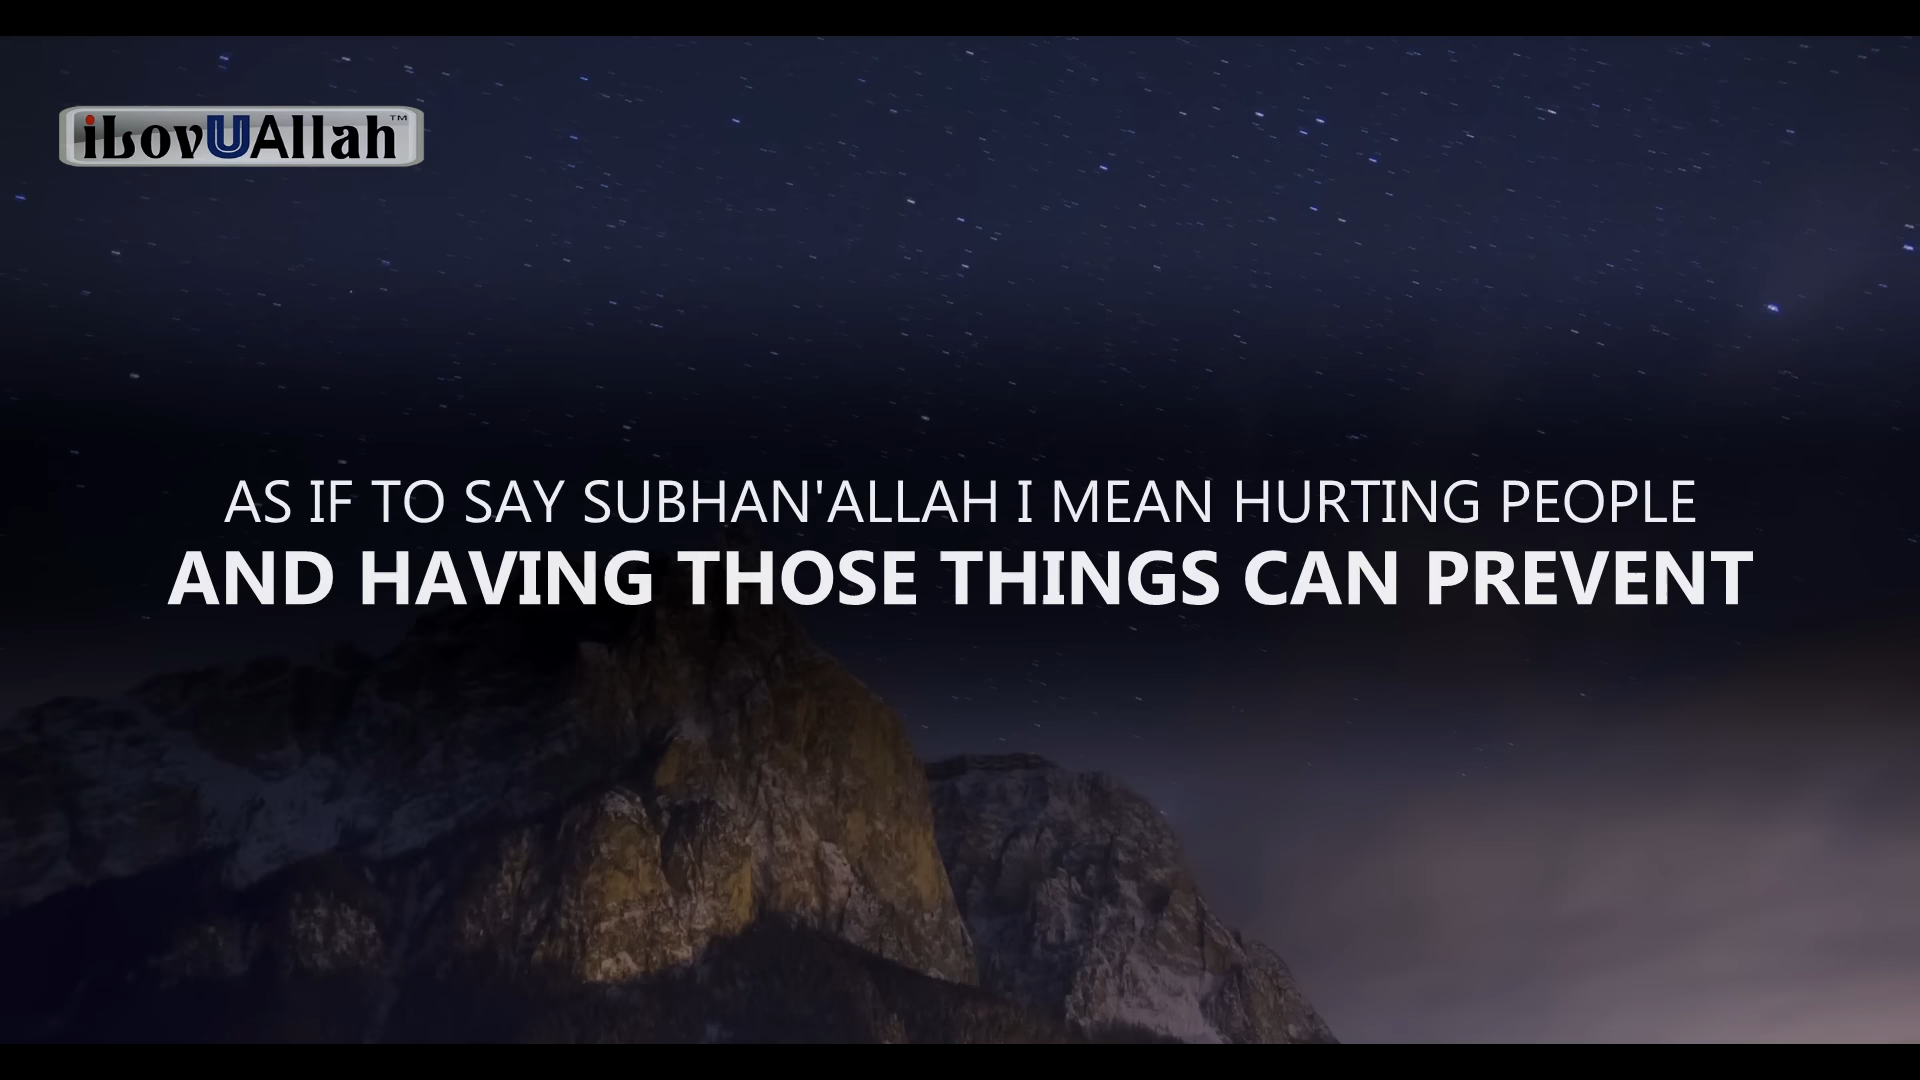 iLovUAllah™
AS IF TO SAY SUBHAN'ALLAH I MEAN HURTING PEOPLE
AND HAVING THOSE THINGS CAN PREVENT